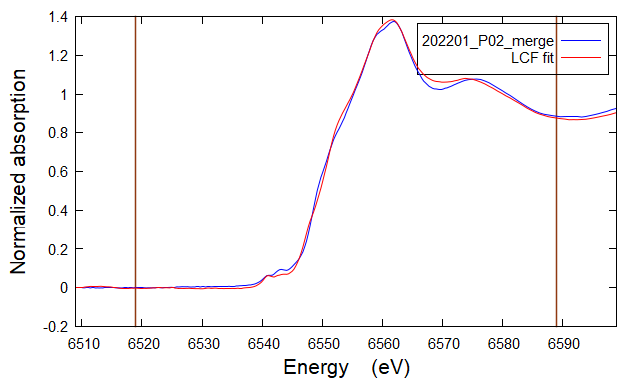 1.4
1.2
1
0.8
0.6
0.4
0.2
0
-0.2
Normalized absorption
202201_P02_merge
LCF fit
6510 6520 6530 6540 6550 6560 6570 6580 6590
Energy (eV)